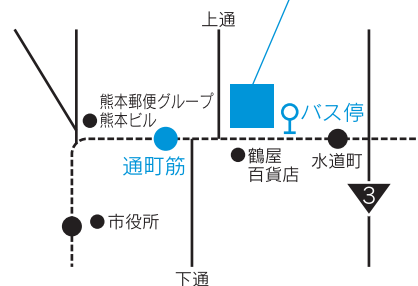 上通
熊本郵便グループ
熊本ビル
バス停
通町筋
鶴屋
百貨店
水道町
3
市役所
下通